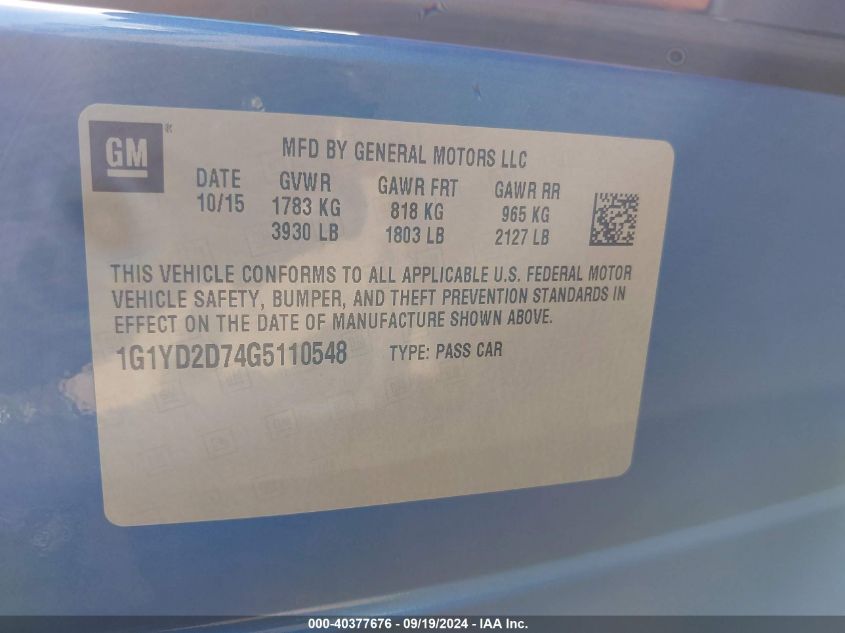 GM
MFD BY GENERAL MOTORS LLC
DATE GVWR GAWR FRT GAWR RR
10/15 1783 KG 818 KG 965 KG
3930 LB 1803 LB 2127 LB
THIS VEHICLE CONFORMS TO ALL APPLICABLE U.S. FEDERAL MOTOR
VEHICLE SAFETY, BUMPER, AND THEFT PREVENTION STANDARDS IN
EFFECT ON THE DATE OF MANUFACTURE SHOWN ABOVE.
1G1YD2D74G5110548 TYPE: PASS CAR
000-40377676 - 09/19/2024 - IAA Inc.